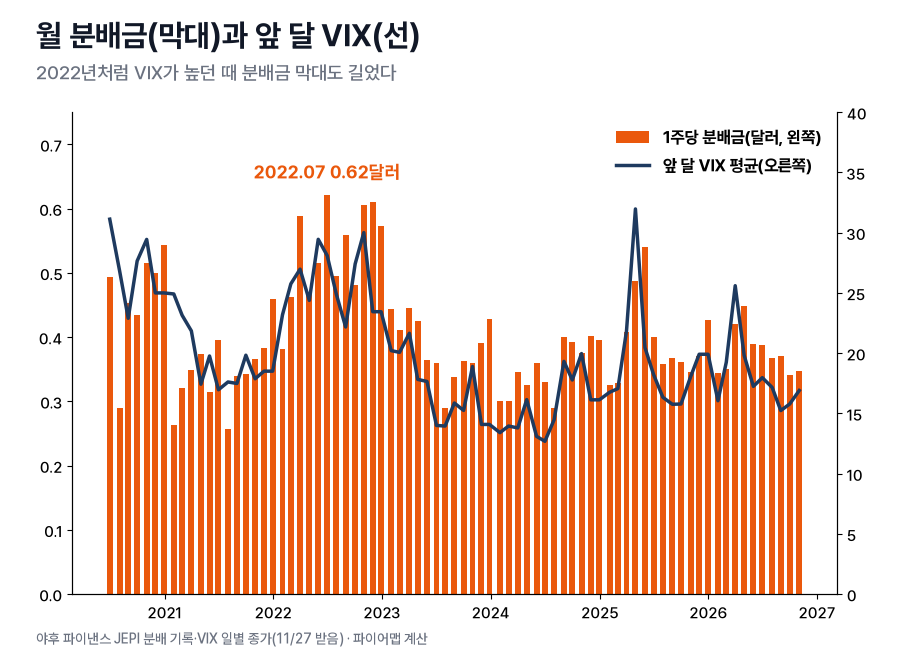 월 분배금(막대)과 앞 달 VIX(선)
2022년처럼 VIX가 높던 때 분배금 막대도 길었다
0.7
0.6
0.5
0.4
0.3
0.2
0.1
0.0
2022.07 0.62달러
1주당 분배금(달러, 왼쪽)
앞 달 VIX 평균(오른쪽)
40
35
30
25
20
15
10
5
0
2021 2022 2023 2024 2025 2026 2027
야후 파이낸스 JEPI 분배 기록·VIX 일별 종가(11/27 받음) · 파이어맵 계산